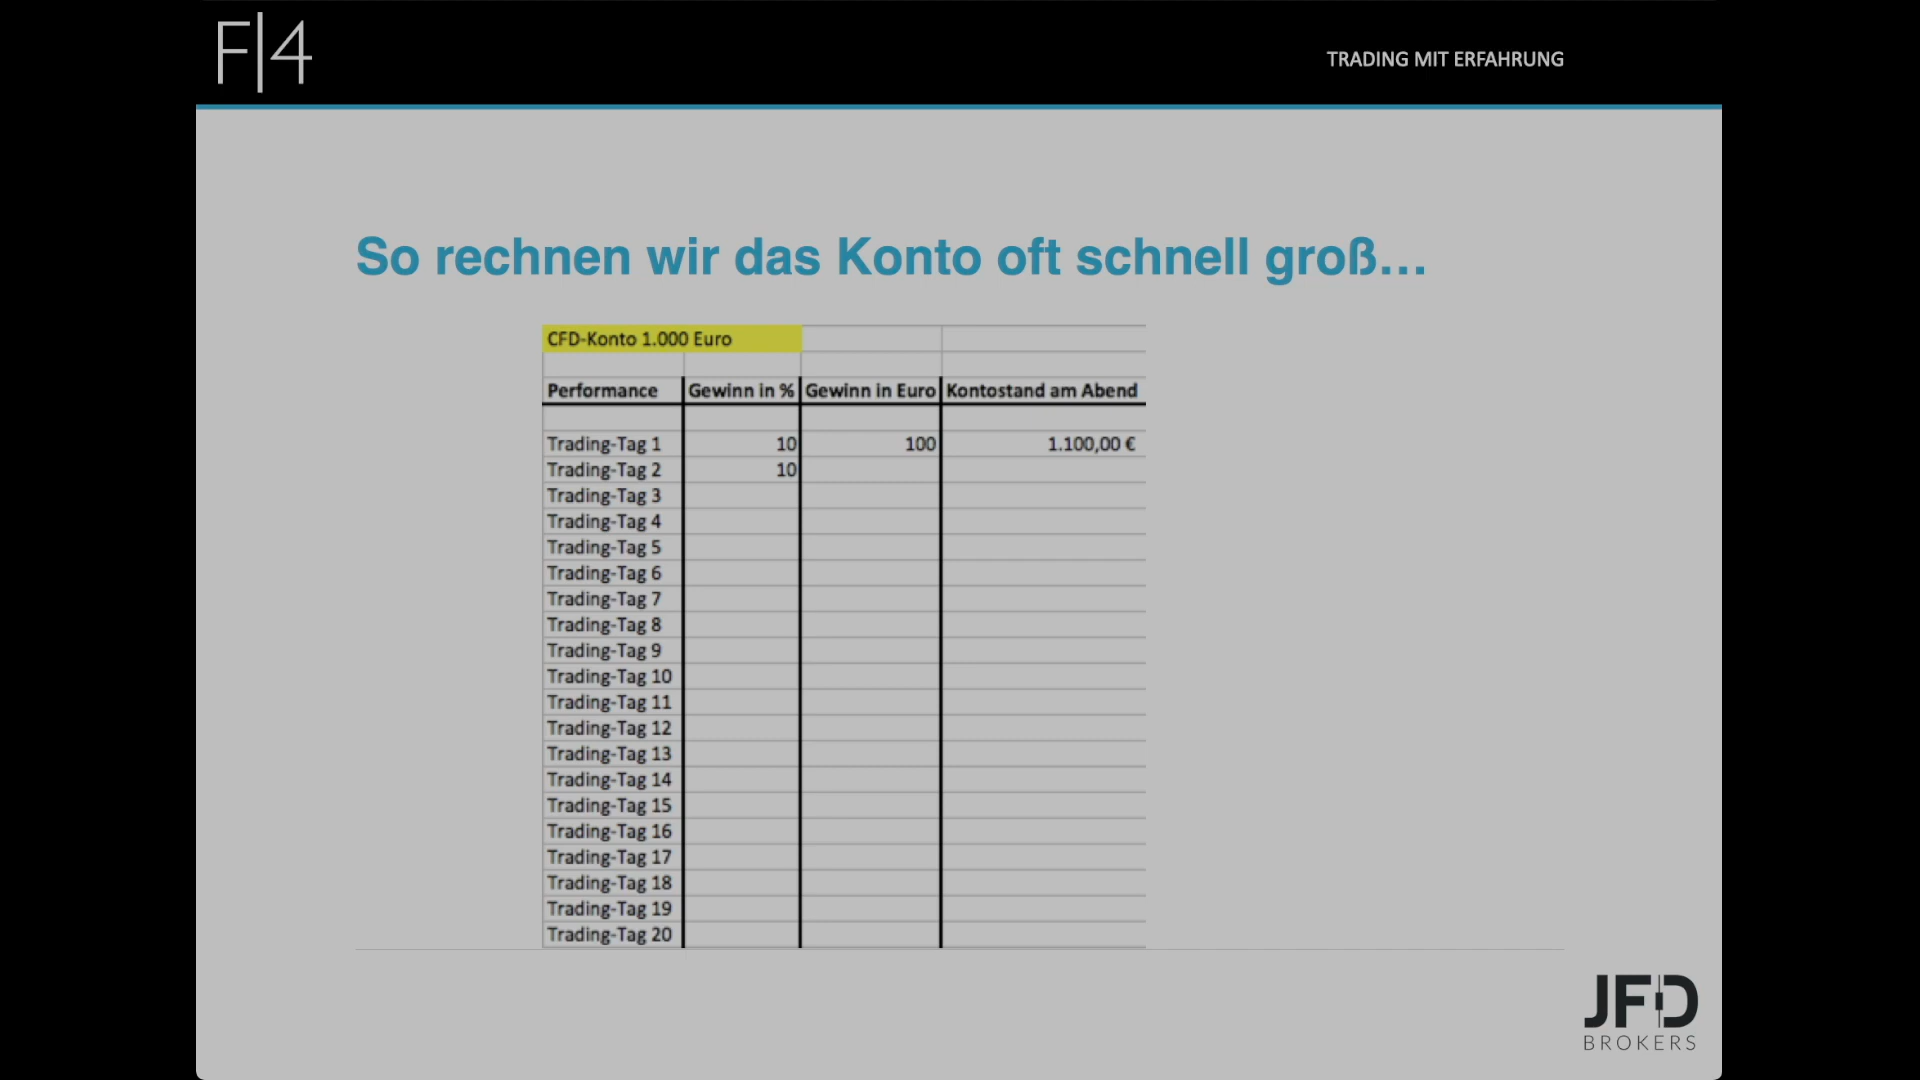 F|4
TRADING MIT ERFAHRUNG
So rechnen wir das Konto oft schnell groß...
CFD-Konto 1.000 Euro
Performance Gewinn in % Gewinn in Euro Kontostand am Abend
Trading-Tag 1 10 100 1.100,00 €
Trading-Tag 2 10
Trading-Tag 3
Trading-Tag 4
Trading-Tag 5
Trading-Tag 6
Trading-Tag 7
Trading-Tag 8
Trading-Tag 9
Trading-Tag 10
Trading-Tag 11
Trading-Tag 12
Trading-Tag 13
Trading-Tag 14
Trading-Tag 15
Trading-Tag 16
Trading-Tag 17
Trading-Tag 18
Trading-Tag 19
Trading-Tag 20
JFD
BROKERS